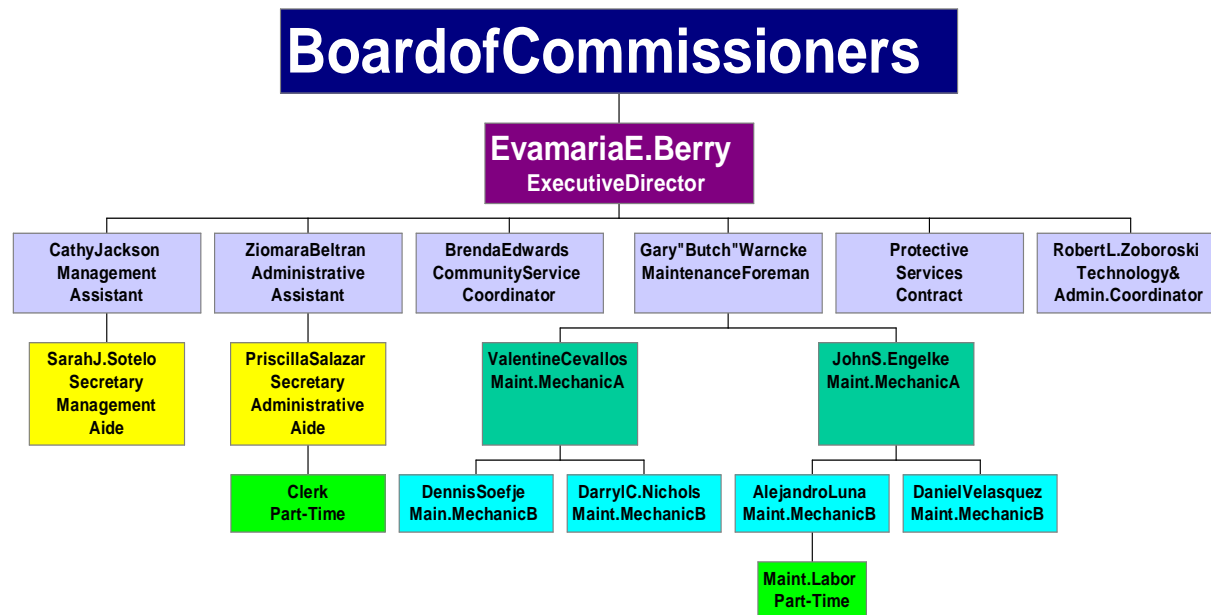 BoardofCommissioners
EvamariaE.Berry
ExecutiveDirector
CathyJackson
Management
Assistant
ZiomaraBeltran
Administrative
Assistant
BrendaEdwards
CommunityService
Coordinator
Gary"Butch"Warncke
MaintenanceForeman
Protective
Services
Contract
RobertL.Zoboroski
Technology&
Admin.Coordinator
SarahJ.Sotelo
Secretary
Management
Aide
PriscillaSalazar
Secretary
Administrative
Aide
ValentineCevallos
Maint.MechanicA
JohnS.Engelke
Maint.MechanicA
Clerk
Part-Time
DennisSoefje
Main.MechanicB
DarrylC.Nichols
Maint.MechanicB
AlejandroLuna
Maint.MechanicB
DanielVelasquez
Maint.MechanicB
Maint.Labor
Part-Time